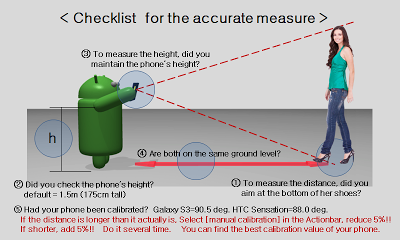 < Checklist for the accurate measure >
③ To measure the height, did you
maintain the phone's height?
h
④ Are both on the same ground level?
② Did you check the phone's height?
default = 1.5m (175cm tall)
① To measure the distance, did you
aim at the bottom of her shoes?
⑤ Had your phone been calibrated? Galaxy S3=90.5 deg. HTC Sensation=88.0 deg.
If the distance is longer than it actually is, Select [manual calibration] in the Actionbar, reduce 5%!!
If shorter, add 5%!! Do it several time. You can find the best calibration value of your phone.